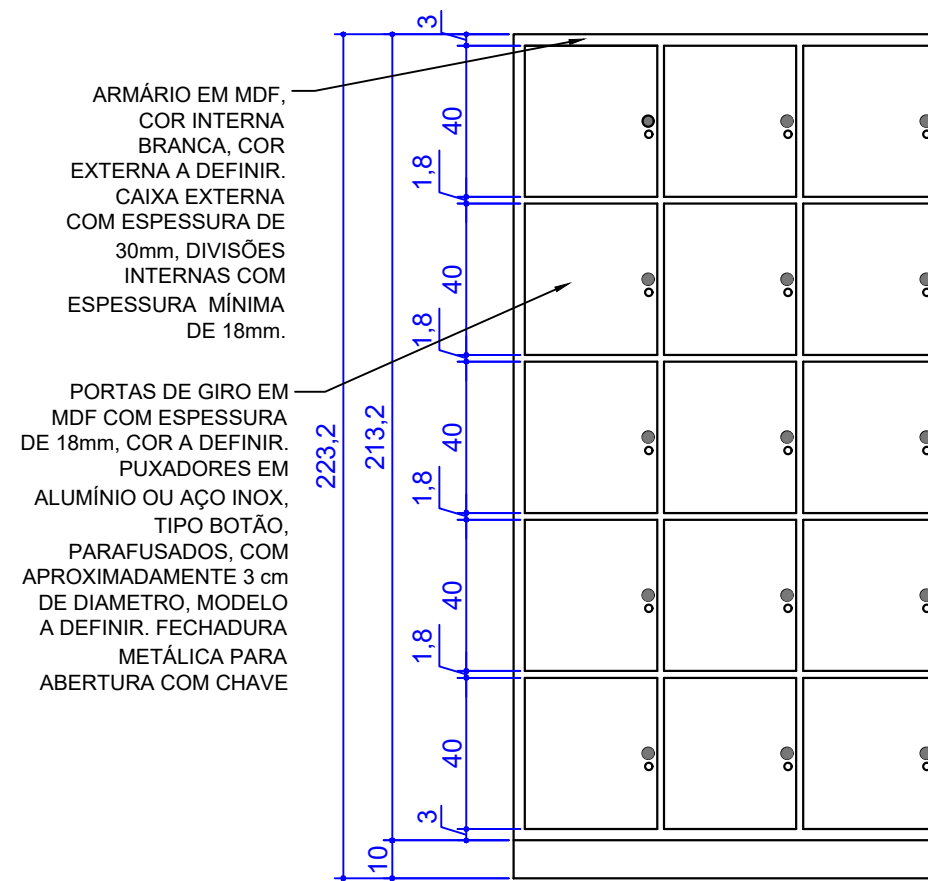 ARMÁRIO EM MDF,
COR INTERNA
BRANCA, COR
EXTERNA A DEFINIR.
CAIXA EXTERNA
COM ESPESSURA DE
30mm, DIVISÕES
INTERNAS COM
ESPESSURA MÍNIMA
DE 18mm.
PORTAS DE GIRO EM
MDF COM ESPESSURA
DE 18mm, COR A DEFINIR.
PUXADORES EM
ALUMÍNIO OU AÇO INOX,
TIPO BOTÃO,
PARAFUSADOS, COM
APROXIMADAMENTE 3 cm
DE DIAMETRO, MODELO
A DEFINIR. FECHADURA
METÁLICA PARA
ABERTURA COM CHAVE
223,2
213,2
10
3
40
1,8
40
1,8
40
1,8
40
1,8
40
3